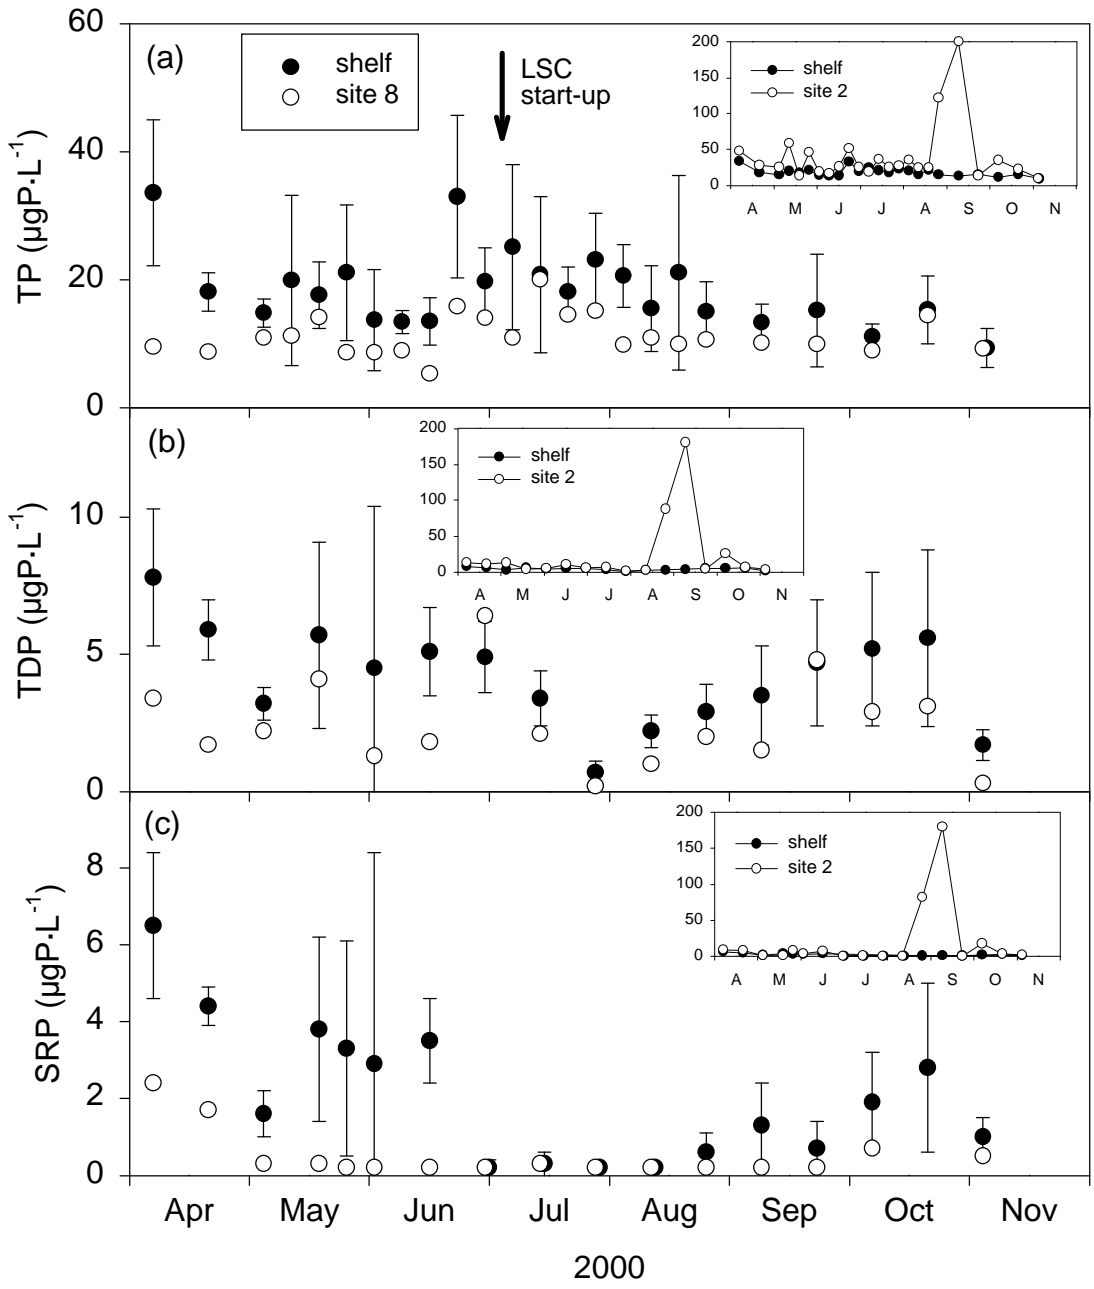 60
(a)
shelf
site 8
LSC
start-up
200
shelf
site 2
150
100
50
0
A M J J A S O N
40
20
0
TP (µgP·L-1)
(b)
200
shelf
site 2
150
100
50
0
A M J J A S O N
10
5
0
TDP (µgP·L-1)
(c)
200
shelf
site 2
150
100
50
0
A M J J A S O N
8
6
4
2
0
SRP (µgP·L-1)
Apr May Jun Jul Aug Sep Oct Nov
2000